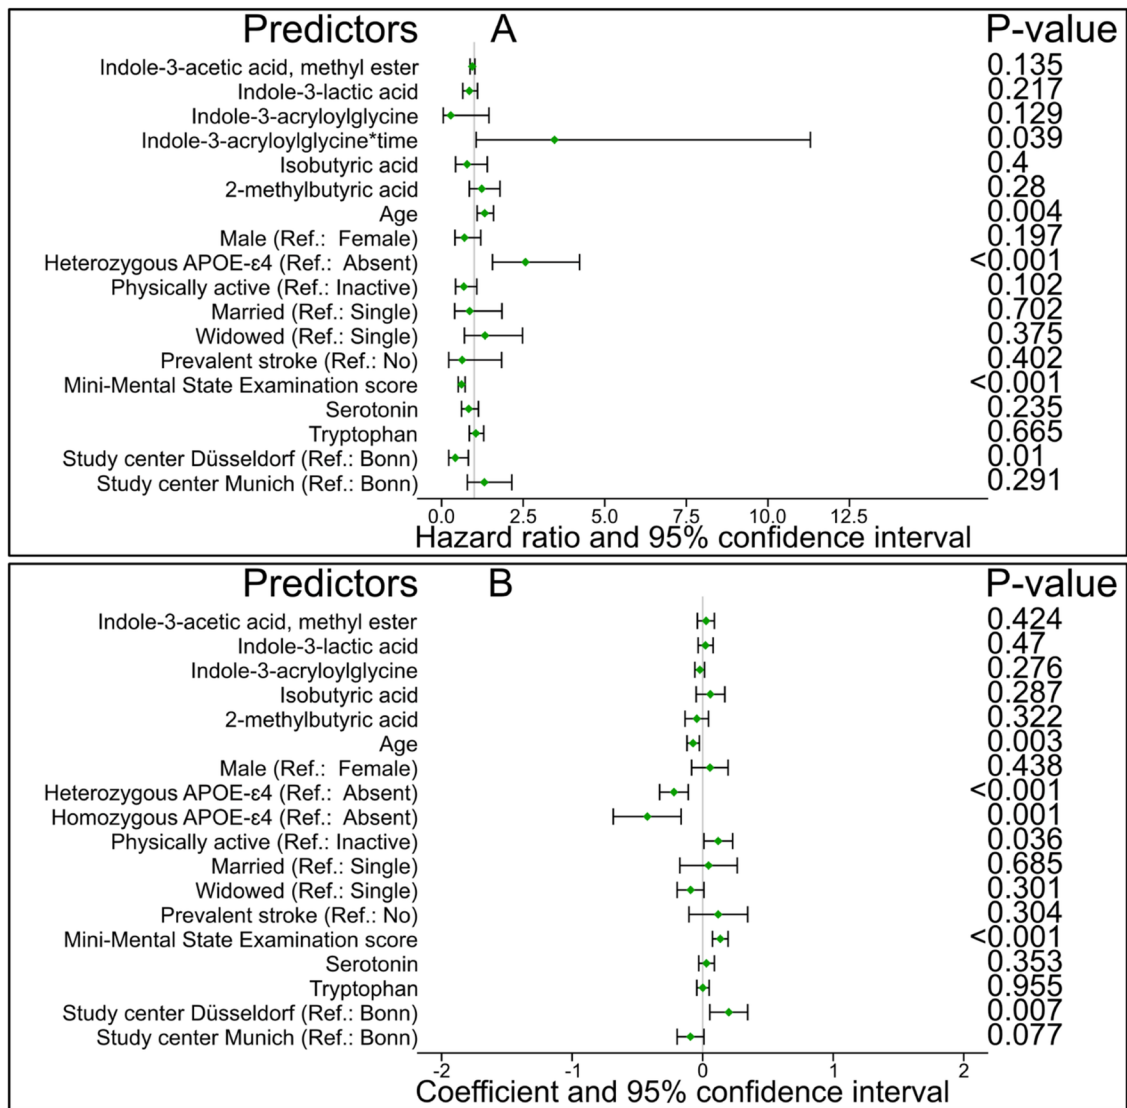 Predictors A P-value
Indole-3-acetic acid, methyl ester 0.135
Indole-3-lactic acid 0.217
Indole-3-acryloylglycine 0.129
Indole-3-acryloylglycine*time 0.039
Isobutyric acid 0.4
2-methylbutyric acid 0.28
Age 0.004
Male (Ref.: Female) 0.197
Heterozygous APOE-ε4 (Ref.: Absent) <0.001
Physically active (Ref.: Inactive) 0.102
Married (Ref.: Single) 0.702
Widowed (Ref.: Single) 0.375
Prevalent stroke (Ref.: No) 0.402
Mini-Mental State Examination score <0.001
Serotonin 0.235
Tryptophan 0.665
Study center Düsseldorf (Ref.: Bonn) 0.01
Study center Munich (Ref.: Bonn) 0.291
0.0 2.5 5.0 7.5 10.0 12.5
Hazard ratio and 95% confidence interval
Predictors B P-value
Indole-3-acetic acid, methyl ester 0.424
Indole-3-lactic acid 0.47
Indole-3-acryloylglycine 0.276
Isobutyric acid 0.287
2-methylbutyric acid 0.322
Age 0.003
Male (Ref.: Female) 0.438
Heterozygous APOE-ε4 (Ref.: Absent) <0.001
Homozygous APOE-ε4 (Ref.: Absent) 0.001
Physically active (Ref.: Inactive) 0.036
Married (Ref.: Single) 0.685
Widowed (Ref.: Single) 0.301
Prevalent stroke (Ref.: No) 0.304
Mini-Mental State Examination score <0.001
Serotonin 0.353
Tryptophan 0.955
Study center Düsseldorf (Ref.: Bonn) 0.007
Study center Munich (Ref.: Bonn) 0.077
-2 -1 0 1 2
Coefficient and 95% confidence interval